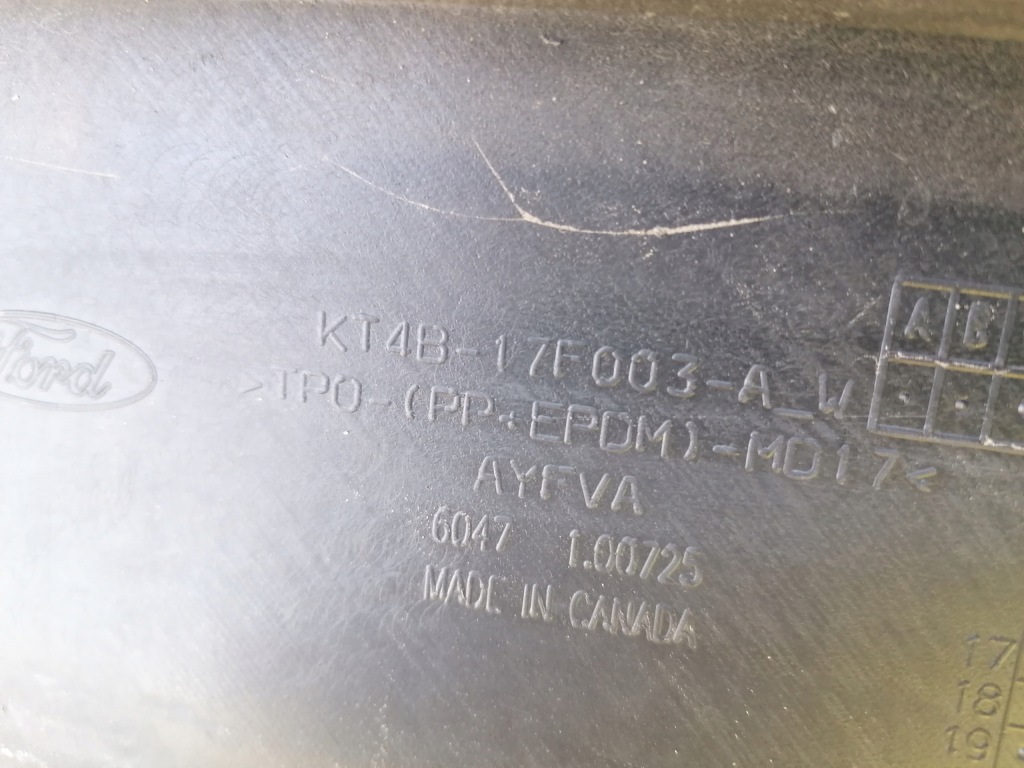 Ford
KT4B-17F003-A_W
>TPO-(PP+EPDM)-MD17<
AYFVA
6047 1.00725
MADE IN CANADA
A B
17
18
19